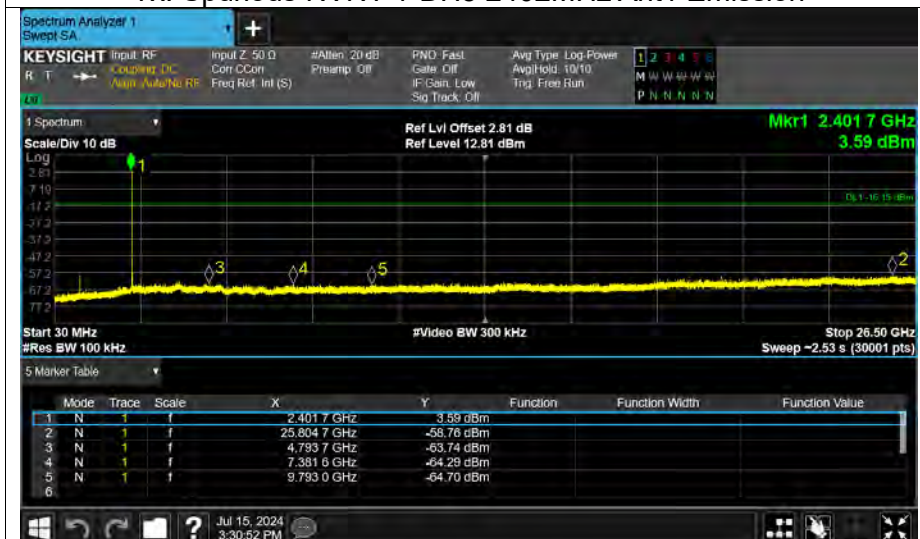 Spectrum Analyzer 1
Swept SA
+
KEYSIGHT Input: RF Input Z: 50 Ω #Atten: 20 dB PNO: Fast Avg Type: Log-Power 1 2 3 4 5 6
R T Coupling: DC Corr CCorr Preamp: Off Gate: Off Avg|Hold: 10/10 M W W W W W
Align: Auto/No RF Freq Ref: Int (S) IF Gain: Low Trig: Free Run
Sig Track: Off P N N N N N
1 Spectrum Ref Lvl Offset 2.81 dB Mkr1 2.401 7 GHz
Scale/Div 10 dB Ref Level 12.81 dBm 3.59 dBm
Log
1
2.81
-7.19
-17.2 DL1 -16.15 dBm
-27.2
-37.2
-47.2
-57.2 3 4 5 2
-67.2
-77.2
Start 30 MHz #Video BW 300 kHz Stop 26.50 GHz
#Res BW 100 kHz Sweep ~2.53 s (30001 pts)
5 Marker Table
Mode Trace Scale X Y Function Function Width Function Value
1 N 1 f 2.401 7 GHz 3.59 dBm
2 N 1 f 25.804 7 GHz -58.76 dBm
3 N 1 f 4.793 7 GHz -63.74 dBm
4 N 1 f 7.381 6 GHz -64.29 dBm
5 N 1 f 9.793 0 GHz -64.70 dBm
6
? Jul 15, 2024
3:30:52 PM